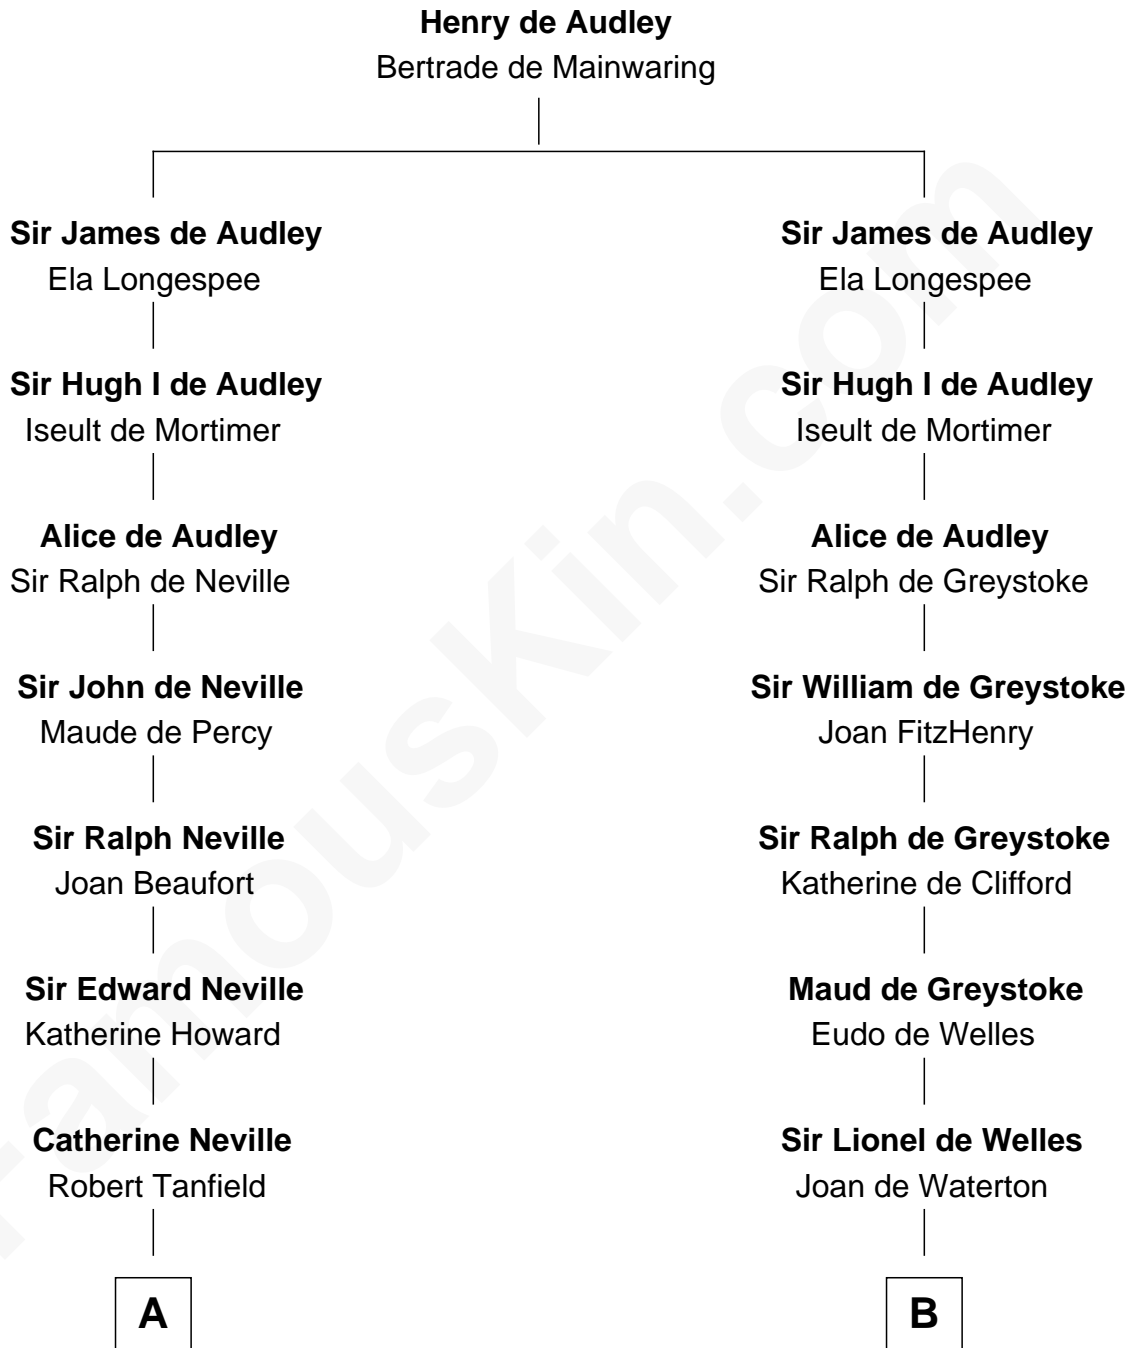 Henry de Audley
Bertrade de Mainwaring
Sir James de Audley
Ela Longespee
Sir Hugh I de Audley
Iseult de Mortimer
Alice de Audley
Sir Ralph de Neville
Sir John de Neville
Maude de Percy
Sir Ralph Neville
Joan Beaufort
Sir Edward Neville
Katherine Howard
Catherine Neville
Robert Tanfield
A
Sir James de Audley
Ela Longespee
Sir Hugh I de Audley
Iseult de Mortimer
Alice de Audley
Sir Ralph de Greystoke
Sir William de Greystoke
Joan FitzHenry
Sir Ralph de Greystoke
Katherine de Clifford
Maud de Greystoke
Eudo de Welles
Sir Lionel de Welles
Joan de Waterton
B
FamousKin.com